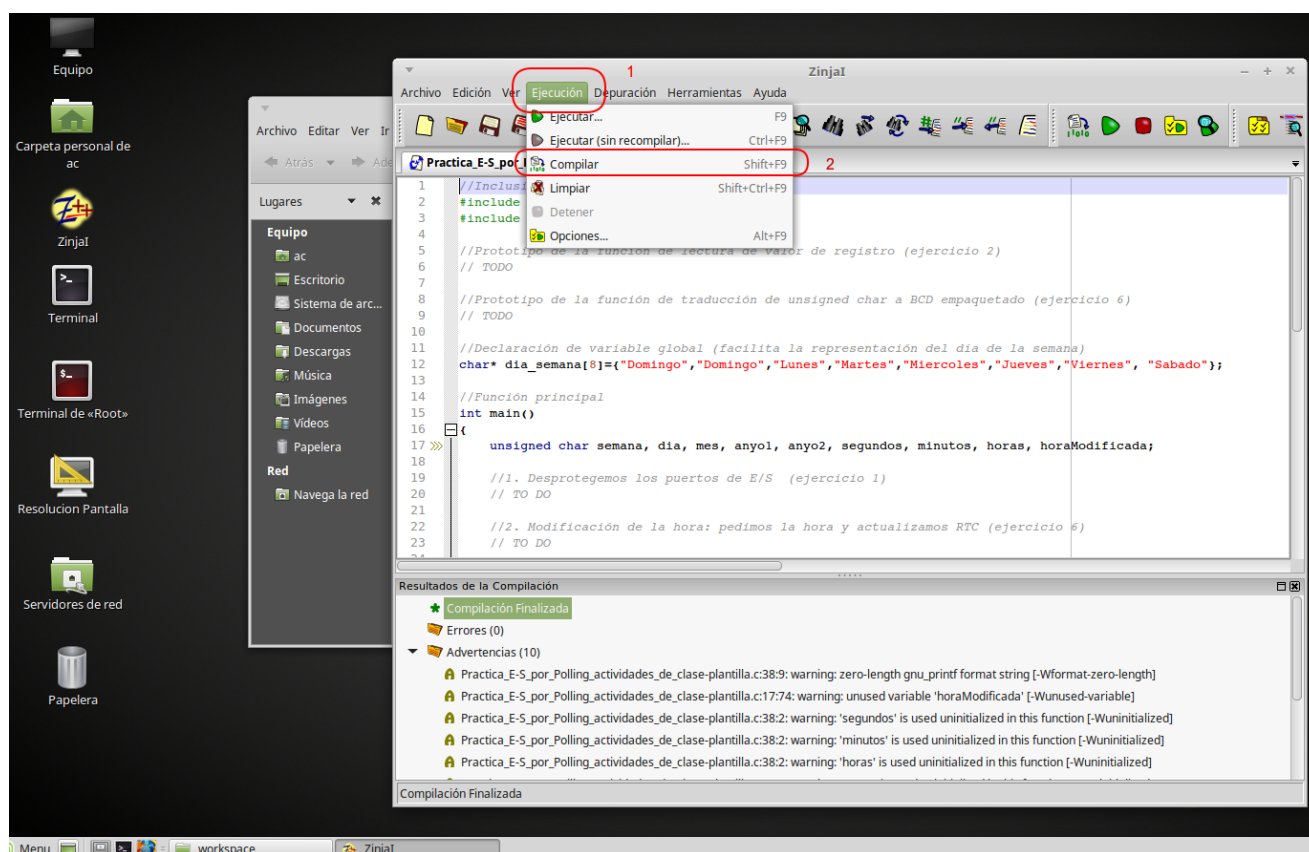 Equipo
Carpeta personal de
ac
ZinjaI
Terminal
Terminal de «Root»
Resolucion Pantalla
Servidores de red
Papelera
Archivo Editar Ver Ir
Atrás Ade
Lugares
Equipo
ac
Escritorio
Sistema de arc...
Documentos
Descargas
Música
Imágenes
Vídeos
Papelera
Red
Navega la red
1
ZinjaI
Archivo Edición Ver Ejecución Depuración Herramientas Ayuda
Ejecutar... F9
Ejecutar (sin recompilar)... Ctrl+F9
Compilar Shift+F9
2
Limpiar Shift+Ctrl+F9
Detener
Opciones... Alt+F9
Practica_E-S_por_
1 //Inclusi
2 #include
3 #include
4
5 //Prototipo de la función de lectura de valor de registro (ejercicio 2)
6 // TODO
7
8 //Prototipo de la función de traducción de unsigned char a BCD empaquetado (ejercicio 6)
9 // TODO
10
11 //Declaración de variable global (facilita la representación del día de la semana)
12 char* dia_semana[8]={"Domingo","Domingo","Lunes","Martes","Miercoles","Jueves","Viernes", "Sabado"};
13
14 //Función principal
15 int main()
16 {
17 unsigned char semana, dia, mes, anyo1, anyo2, segundos, minutos, horas, horaModificada;
18
19 //1. Desprotegemos los puertos de E/S (ejercicio 1)
20 // TO DO
21
22 //2. Modificación de la hora: pedimos la hora y actualizamos RTC (ejercicio 6)
23 // TO DO
Resultados de la Compilación
Compilación Finalizada
Errores (0)
Advertencias (10)
Practica_E-S_por_Polling_actividades_de_clase-plantilla.c:38:9: warning: zero-length gnu_printf format string [-Wformat-zero-length]
Practica_E-S_por_Polling_actividades_de_clase-plantilla.c:17:74: warning: unused variable 'horaModificada' [-Wunused-variable]
Practica_E-S_por_Polling_actividades_de_clase-plantilla.c:38:2: warning: 'segundos' is used uninitialized in this function [-Wuninitialized]
Practica_E-S_por_Polling_actividades_de_clase-plantilla.c:38:2: warning: 'minutos' is used uninitialized in this function [-Wuninitialized]
Practica_E-S_por_Polling_actividades_de_clase-plantilla.c:38:2: warning: 'horas' is used uninitialized in this function [-Wuninitialized]
Compilación Finalizada
Menu workspace ZinjaI